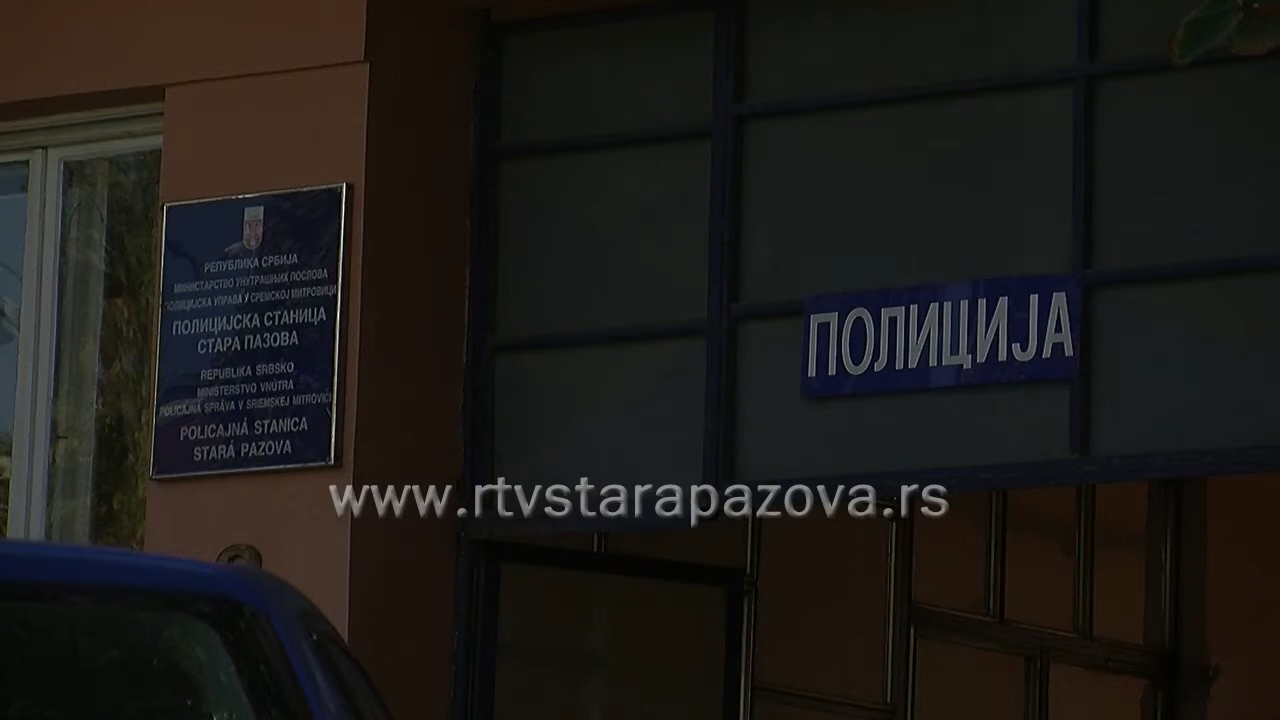 РЕПУБЛИКА СРБИЈА
МИНИСТАРСТВО УНУТРАШЊИХ ПОСЛОВА
ПОЛИЦИЈСКА УПРАВА У СРЕМСКОЈ МИТРОВИЦИ
ПОЛИЦИЈСКА СТАНИЦА
СТАРА ПАЗОВА
REPUBLIKA SRBSKO
MINISTERSTVO VNÚTRA
POLICAJNÁ SPRÁVA V SRIEMSKEJ MITROVICI
POLICAJNÁ STANICA
STARÁ PAZOVA
ПОЛИЦИЈА
www.rtvstarapazova.rs